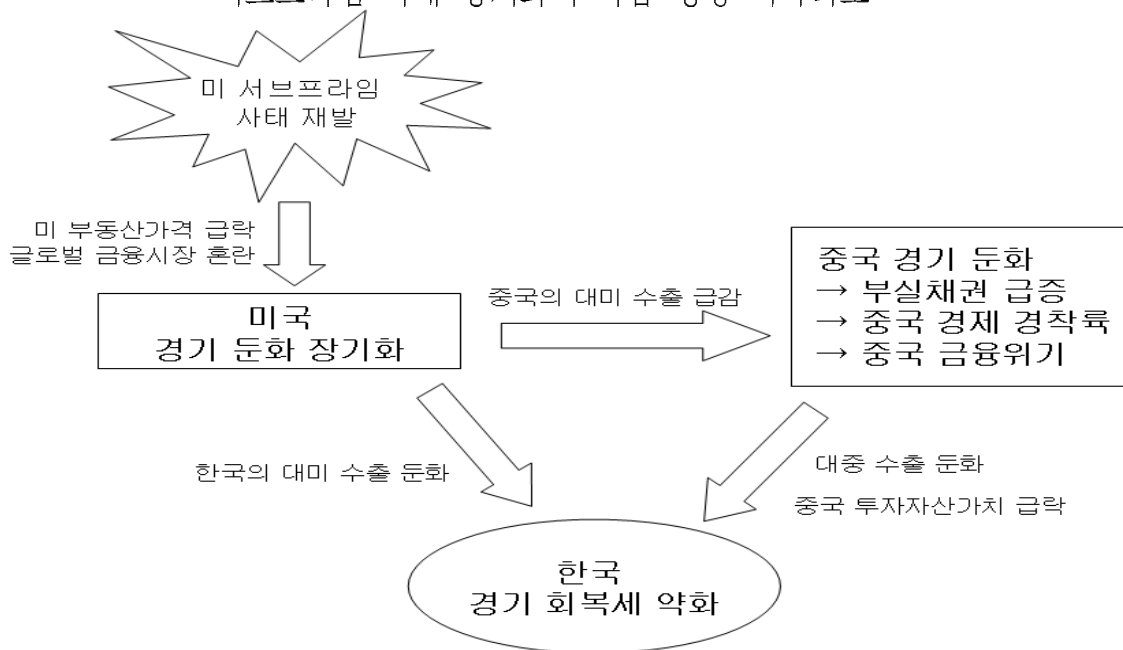 미 서브프라임
사태 재발
미 부동산가격 급락
글로벌 금융시장 혼란
미국
경기 둔화 장기화
중국의 대미 수출 급감
중국 경기 둔화
→ 부실채권 급증
→ 중국 경제 경착륙
→ 중국 금융위기
한국의 대미 수출 둔화
대중 수출 둔화
중국 투자자산가치 급락
한국
경기 회복세 약화